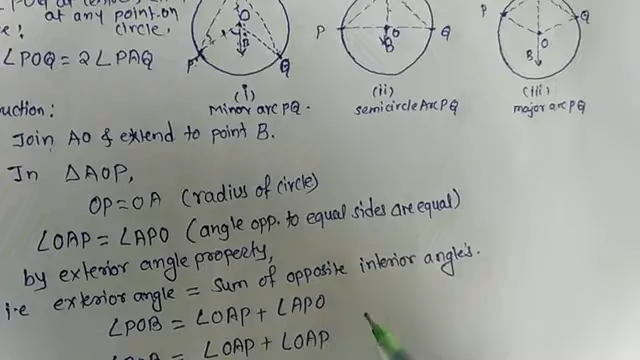 at any point on
circle.
∠POQ = 2∠PAQ
O
B
P
Q
(i)
Minor arc PQ.
P
O
Q
B
(ii)
semicircle Arc PQ
P
Q
O
B
(iii)
major arc PQ
uction:
Join AO & extend to point B.
In ΔAOP,
OP = OA (radius of circle)
∠OAP = ∠APO (angle opp. to equal sides are equal)
by exterior angle property,
i.e exterior angle = sum of opposite interior angle's.
∠POB = ∠OAP + ∠APO
= ∠OAP + ∠OAP